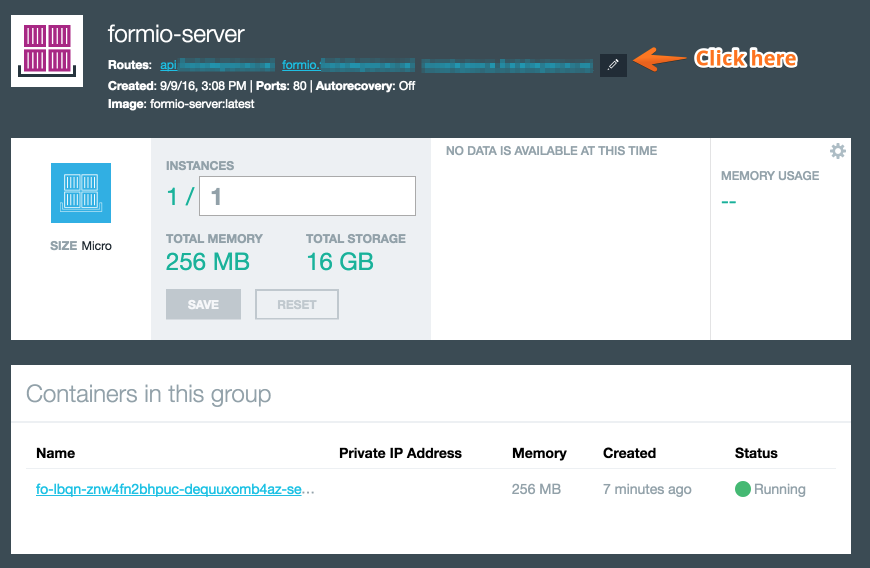 formio-server
Routes: api. formio.
Click here
Created: 9/9/16, 3:08 PM | Ports: 80 | Autorecovery: Off
Image: formio-server:latest
SIZE Micro
INSTANCES
1 / 1
TOTAL MEMORY TOTAL STORAGE
256 MB 16 GB
SAVE RESET
NO DATA IS AVAILABLE AT THIS TIME
MEMORY USAGE
--
Containers in this group
Name Private IP Address Memory Created Status
fo-lbqn-znw4fn2bhpuc-dequuxomb4az-se... 256 MB 7 minutes ago Running